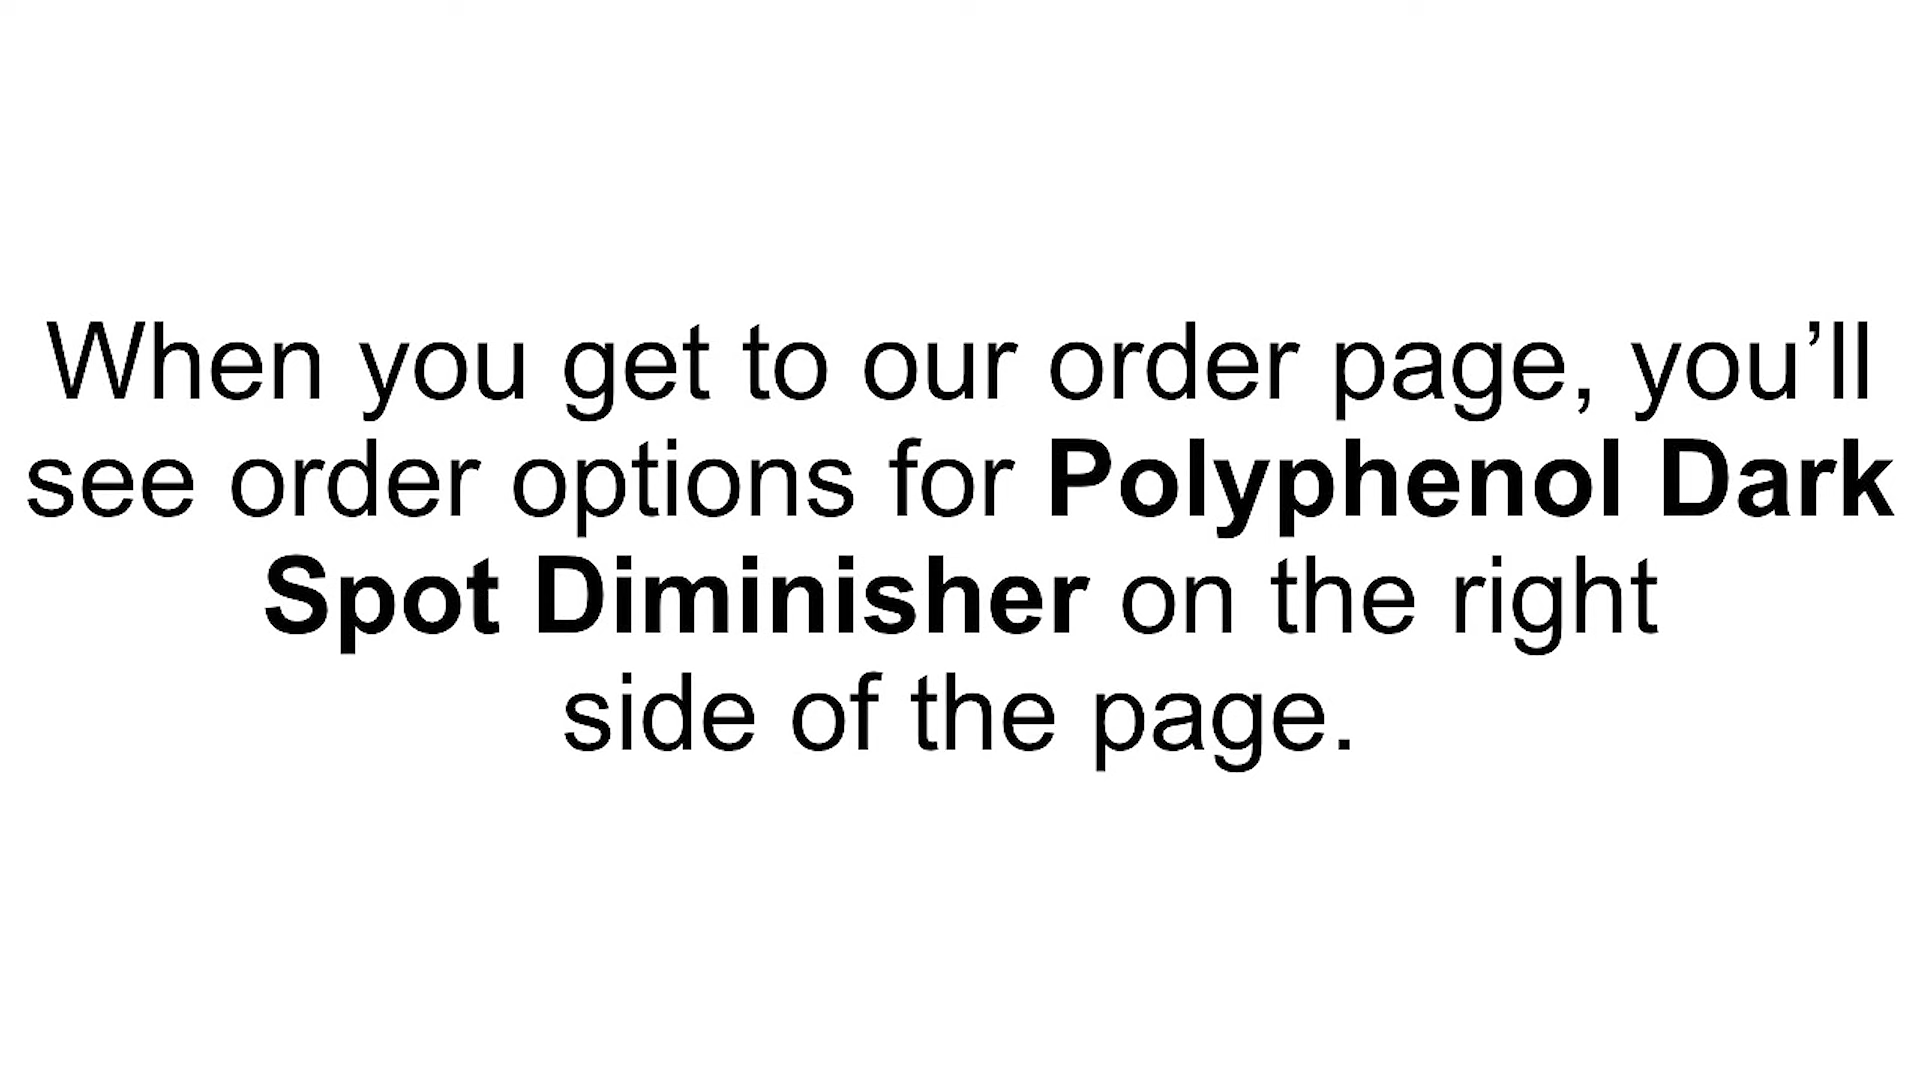 When you get to our order page, you’ll
see order options for Polyphenol Dark
Spot Diminisher on the right
side of the page.